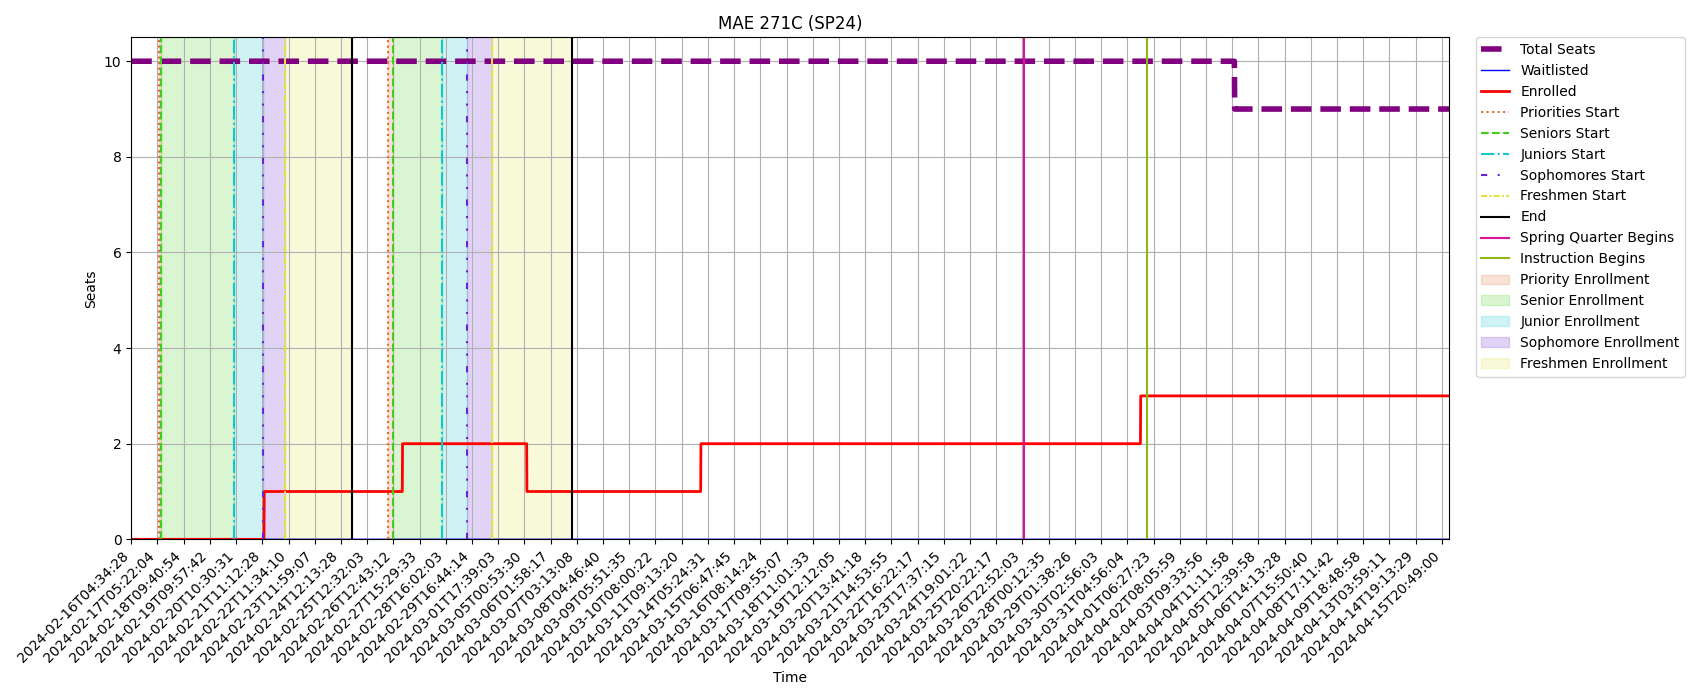 MAE 271C (SP24)
Seats
10
8
6
4
2
0
2024-02-16T04:34:28
2024-02-17T05:22:04
2024-02-18T09:40:54
2024-02-19T09:57:42
2024-02-20T10:30:31
2024-02-21T11:12:28
2024-02-22T11:34:10
2024-02-23T11:59:07
2024-02-24T12:13:28
2024-02-25T12:32:03
2024-02-26T12:43:12
2024-02-27T15:29:33
2024-02-28T16:02:03
2024-02-29T16:44:14
2024-03-01T17:39:03
2024-03-05T00:53:30
2024-03-06T01:58:17
2024-03-07T03:13:08
2024-03-08T04:46:40
2024-03-09T05:51:35
2024-03-10T08:00:22
2024-03-11T09:13:20
2024-03-14T05:24:31
2024-03-15T06:47:45
2024-03-16T08:14:24
2024-03-17T09:55:07
2024-03-18T11:01:33
2024-03-19T12:12:05
2024-03-20T13:41:18
2024-03-21T14:53:55
2024-03-22T16:22:17
2024-03-23T17:37:15
2024-03-24T19:01:22
2024-03-25T20:22:17
2024-03-26T22:52:03
2024-03-28T00:12:35
2024-03-29T01:38:26
2024-03-30T02:56:03
2024-03-31T04:56:04
2024-04-01T06:27:23
2024-04-02T08:05:59
2024-04-03T09:33:56
2024-04-04T11:11:58
2024-04-05T12:39:58
2024-04-06T14:13:28
2024-04-07T15:50:40
2024-04-08T17:11:42
2024-04-09T18:48:58
2024-04-13T03:59:11
2024-04-14T19:13:29
2024-04-15T20:49:00
Time
Total Seats
Waitlisted
Enrolled
Priorities Start
Seniors Start
Juniors Start
Sophomores Start
Freshmen Start
End
Spring Quarter Begins
Instruction Begins
Priority Enrollment
Senior Enrollment
Junior Enrollment
Sophomore Enrollment
Freshmen Enrollment